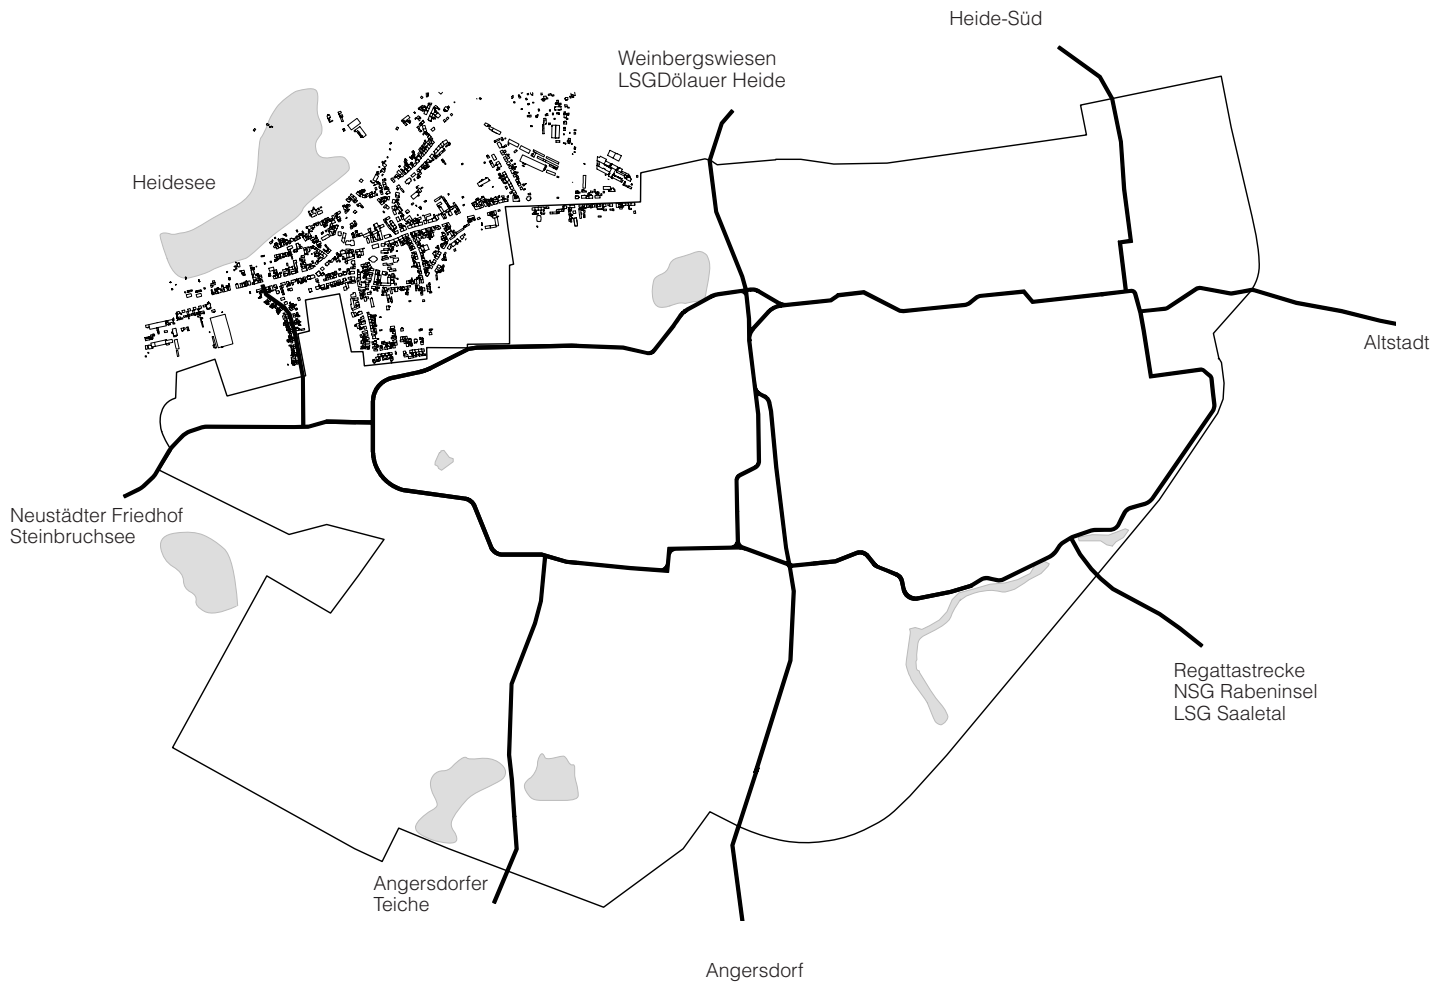 Heide-Süd
Weinbergswiesen
LSGDölauer Heide
Heidesee
Altstadt
Neustädter Friedhof
Steinbruchsee
Regattastrecke
NSG Rabeninsel
LSG Saaletal
Angersdorfer
Teiche
Angersdorf